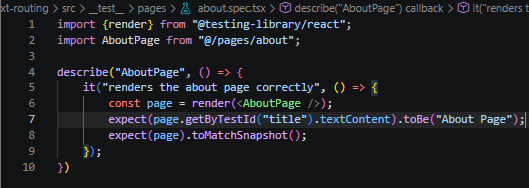 xt-routing > src > __test__ > pages > about.spec.tsx > describe("AboutPage") callback > it("renders t
1 import {render} from "@testing-library/react";
2 import AboutPage from "@/pages/about";
3
4 describe("AboutPage", () => {
5 it("renders the about page correctly", () => {
6 const page = render(<AboutPage />);
7 expect(page.getByTestId("title").textContent).toBe("About Page");
8 expect(page).toMatchSnapshot();
9 });
10 })